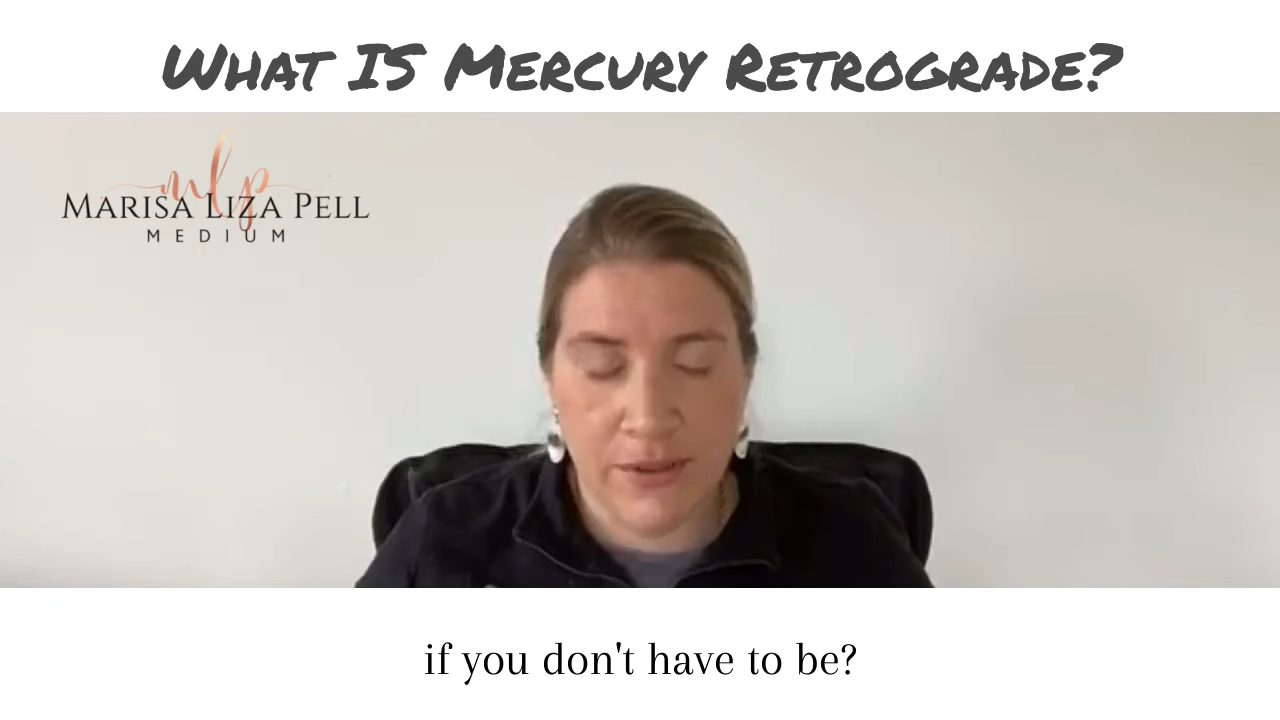 What IS Mercury Retrograde?
mlp
Marisa Liza Pell
MEDIUM
if you don't have to be?